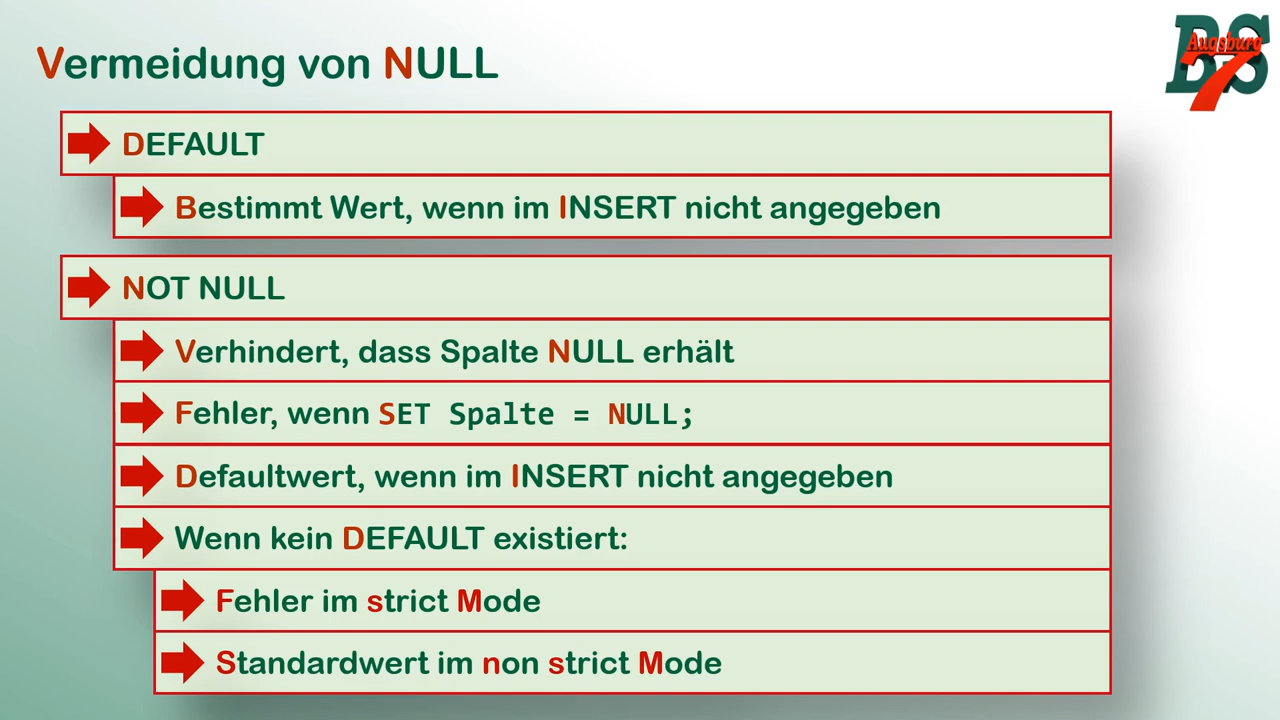 Vermeidung von NULL
BS
Augsburg
7
DEFAULT
Bestimmt Wert, wenn im INSERT nicht angegeben
NOT NULL
Verhindert, dass Spalte NULL erhält
Fehler, wenn SET Spalte = NULL;
Defaultwert, wenn im INSERT nicht angegeben
Wenn kein DEFAULT existiert:
Fehler im strict Mode
Standardwert im non strict Mode